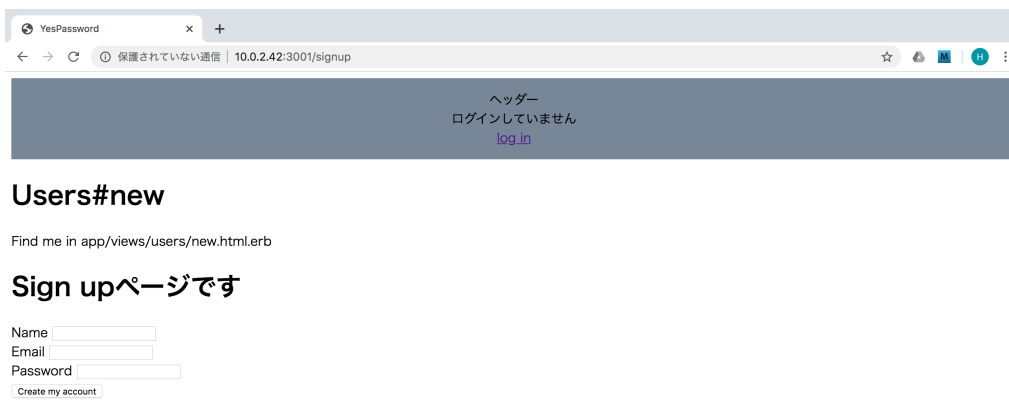 YesPassword
保護されていない通信 10.0.2.42:3001/signup
M
H
ヘッダー
ログインしていません
log in
Users#new
Find me in app/views/users/new.html.erb
Sign upページです
Name
Email
Password
Create my account